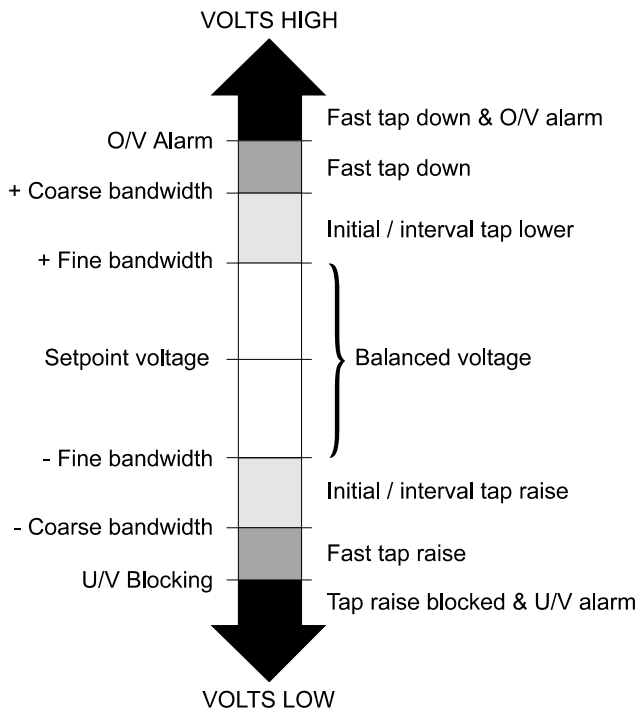 VOLTS HIGH
Fast tap down & O/V alarm
O/V Alarm
Fast tap down
+ Coarse bandwidth
Initial / interval tap lower
+ Fine bandwidth
Setpoint voltage
Balanced voltage
- Fine bandwidth
Initial / interval tap raise
- Coarse bandwidth
Fast tap raise
U/V Blocking
Tap raise blocked & U/V alarm
VOLTS LOW